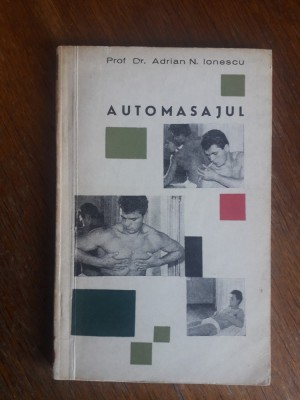 Prof. Dr. Adrian N. Ionescu
AUTOMASAJUL